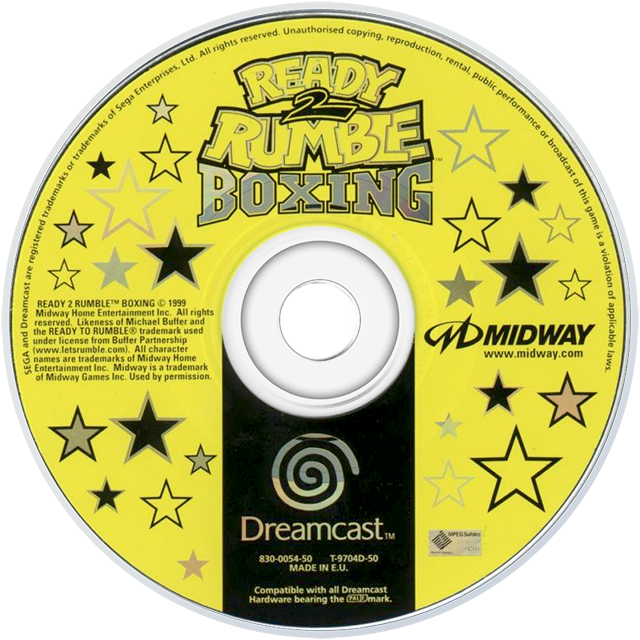 SEGA and Dreamcast are registered trademarks or trademarks of Sega Enterprises, Ltd. All rights reserved. Unauthorised copying, reproduction, rental, public performance or broadcast of this game is a violation of applicable laws.
READY
2
RUMBLE™
BOXING
READY 2 RUMBLE™ BOXING © 1999
Midway Home Entertainment Inc. All rights
reserved. Likeness of Michael Buffer and
the READY TO RUMBLE® trademark used
under license from Buffer Partnership
(www.letsrumble.com). All character
names are trademarks of Midway Home
Entertainment Inc. Midway is a trademark
of Midway Games Inc. Used by permission.
MIDWAY
www.midway.com
Dreamcast™
830-0054-50 T-9704D-50
MADE IN E.U.
MPEG Sofdec
Compatible with all Dreamcast
Hardware bearing the PAL mark.